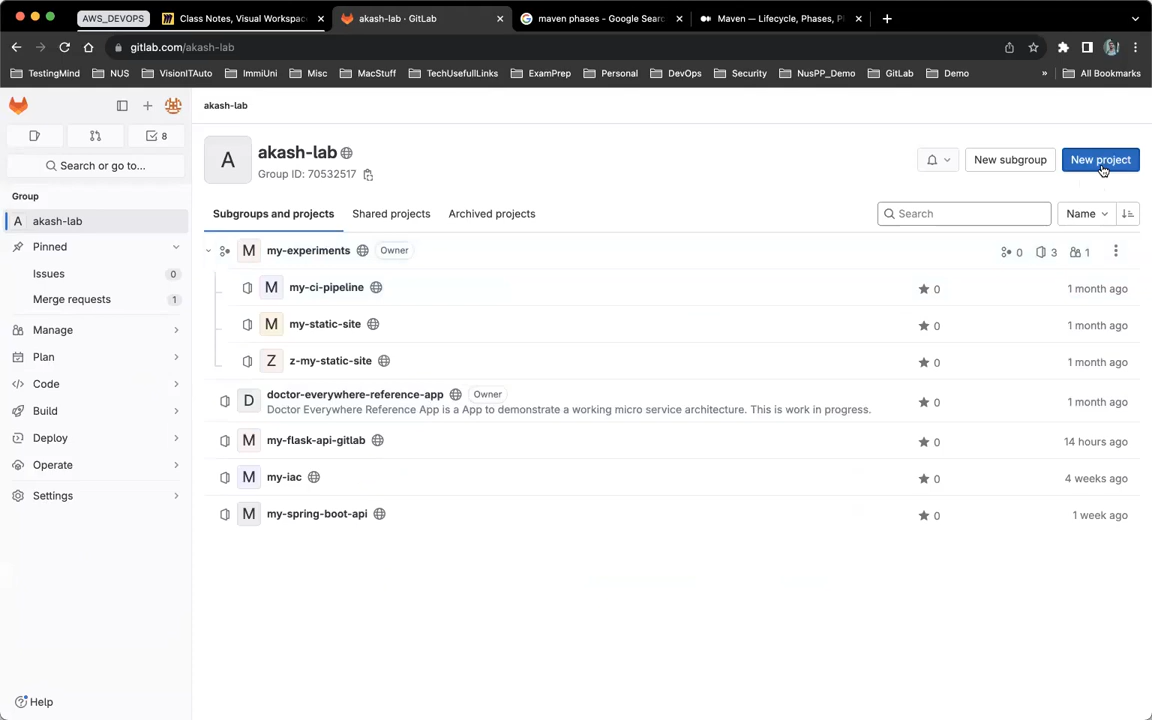 AWS_DEVOPS
Class Notes, Visual Workspac
akash-lab · GitLab
maven phases - Google Searc
Maven — Lifecycle, Phases, Pl
gitlab.com/akash-lab
TestingMind
NUS
VisionITAuto
ImmiUni
Misc
MacStuff
TechUsefullLinks
ExamPrep
Personal
DevOps
Security
NusPP_Demo
GitLab
Demo
»
All Bookmarks
8
Search or go to...
Group
A akash-lab
Pinned
Issues 0
Merge requests 1
Manage
Plan
Code
Build
Deploy
Operate
Settings
Help
akash-lab
A
akash-lab
Group ID: 70532517
New subgroup
New project
Subgroups and projects
Shared projects
Archived projects
Search
Name
M my-experiments Owner 0 3 1
M my-ci-pipeline 0 1 month ago
M my-static-site 0 1 month ago
Z z-my-static-site 0 1 month ago
D doctor-everywhere-reference-app Owner 0 1 month ago
Doctor Everywhere Reference App is a App to demonstrate a working micro service architecture. This is work in progress.
M my-flask-api-gitlab 0 14 hours ago
M my-iac 0 4 weeks ago
M my-spring-boot-api 0 1 week ago